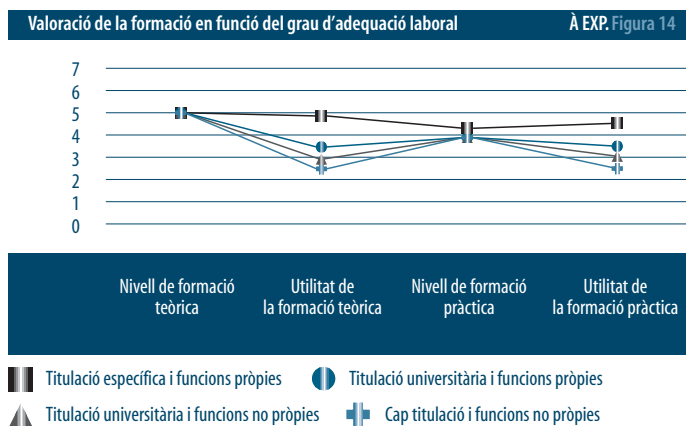 Valoració de la formació en funció del grau d'adequació laboral À EXP. Figura 14
7
6
5
4
3
2
1
0
Nivell de formació teòrica
Utilitat de la formació teòrica
Nivell de formació pràctica
Utilitat de la formació pràctica
Titulació específica i funcions pròpies
Titulació universitària i funcions pròpies
Titulació universitària i funcions no pròpies
Cap titulació i funcions no pròpies